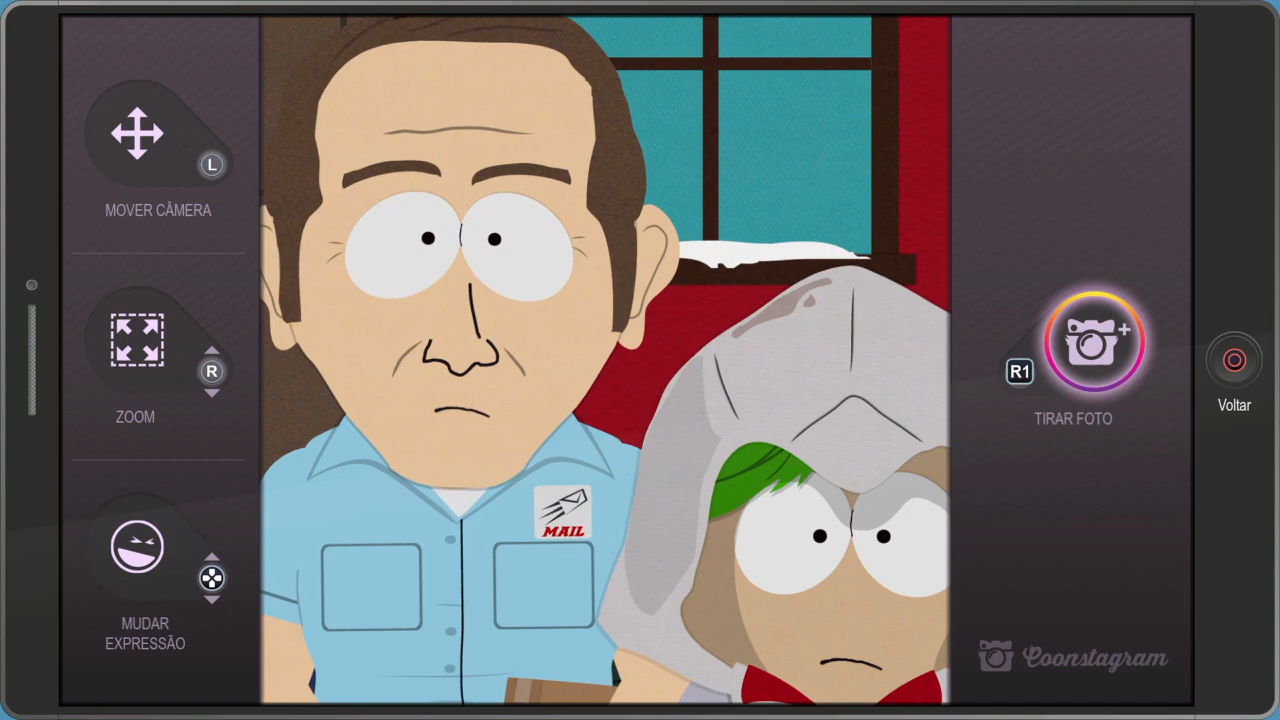 L
MOVER CÂMERA
R
ZOOM
MUDAR
EXPRESSÃO
MAIL
R1
TIRAR FOTO
Voltar
Coonstagram